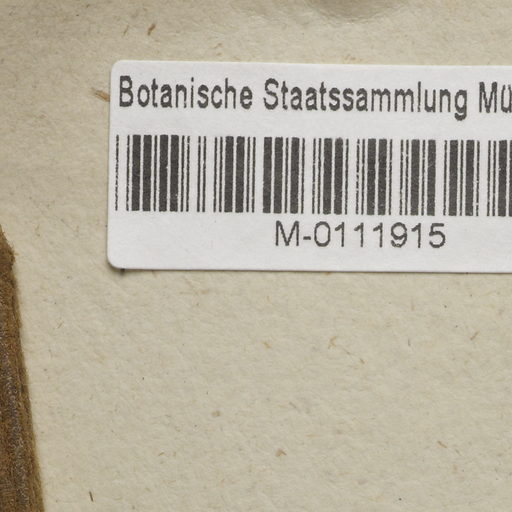 Botanische Staatssammlung Mü
M-0111915